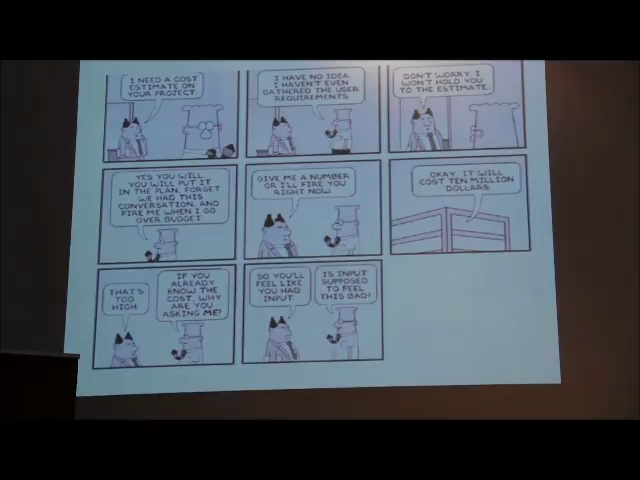 I NEED A COST
ESTIMATE ON
YOUR PROJECT.
I HAVE NO IDEA.
I HAVEN'T EVEN
GATHERED THE USER
REQUIREMENTS.
DON'T WORRY. I
WON'T HOLD YOU
TO THE ESTIMATE.
YES YOU WILL.
YOU WILL PUT IT
IN THE PLAN, FORGET
WE HAD THIS
CONVERSATION, AND
FIRE ME WHEN I GO
OVER BUDGET.
GIVE ME A NUMBER
OR I'LL FIRE YOU
RIGHT NOW.
OKAY. IT WILL
COST TEN MILLION
DOLLARS.
THAT'S
TOO
HIGH.
IF YOU
ALREADY
KNOW THE
COST, WHY
ARE YOU
ASKING ME?
SO YOU'LL
FEEL LIKE
YOU HAD
INPUT.
IS INPUT
SUPPOSED
TO FEEL
THIS BAD?